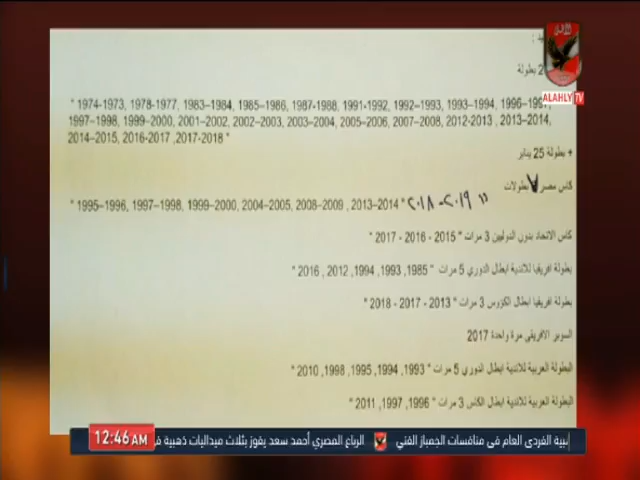 بطولة
" 1974-1973, 1978-1977, 1983-1984, 1985-1986, 1987-1988, 1991-1992, 1992-1993, 1993-1994, 1996-1997,
1997-1998, 1999-2000, 2001-2002, 2002-2003, 2003-2004, 2005-2006, 2007-2008, 2012-2013 , 2013-2014,
2014-2015, 2016-2017 ,2017-2018 "
+ بطولة 25 يناير
كاس مصر ٧ بطولات
" 1995-1996, 1997-1998, 1999-2000, 2004-2005, 2008-2009 , 2013-2014 " ٢٠١٨-٢٠١٩ "
كاس الاتحاد بدون الدوليين 3 مرات " 2015 - 2016 - 2017
بطولة افريقيا للاندية ابطال الدوري 5 مرات " 1985, 1993, 1994, 2012 , 2016 "
بطولة افريقيا ابطال الكؤوس 3 مرات " 2013 - 2017 - 2018 "
السوبر الافريقي مرة واحدة 2017
البطولة العربية للاندية ابطال الدوري 5 مرات " 1993, 1994, 1995, 1998, 2010 "
البطولة العربية للاندية ابطال الكاس 3 مرات " 1996, 1997, 2011 "
ALAHLY TV
12:46 AM
الرباع المصري أحمد سعد يفوز بثلاث ميداليات ذهبية
الفردى العام فى منافسات الجمباز الفني